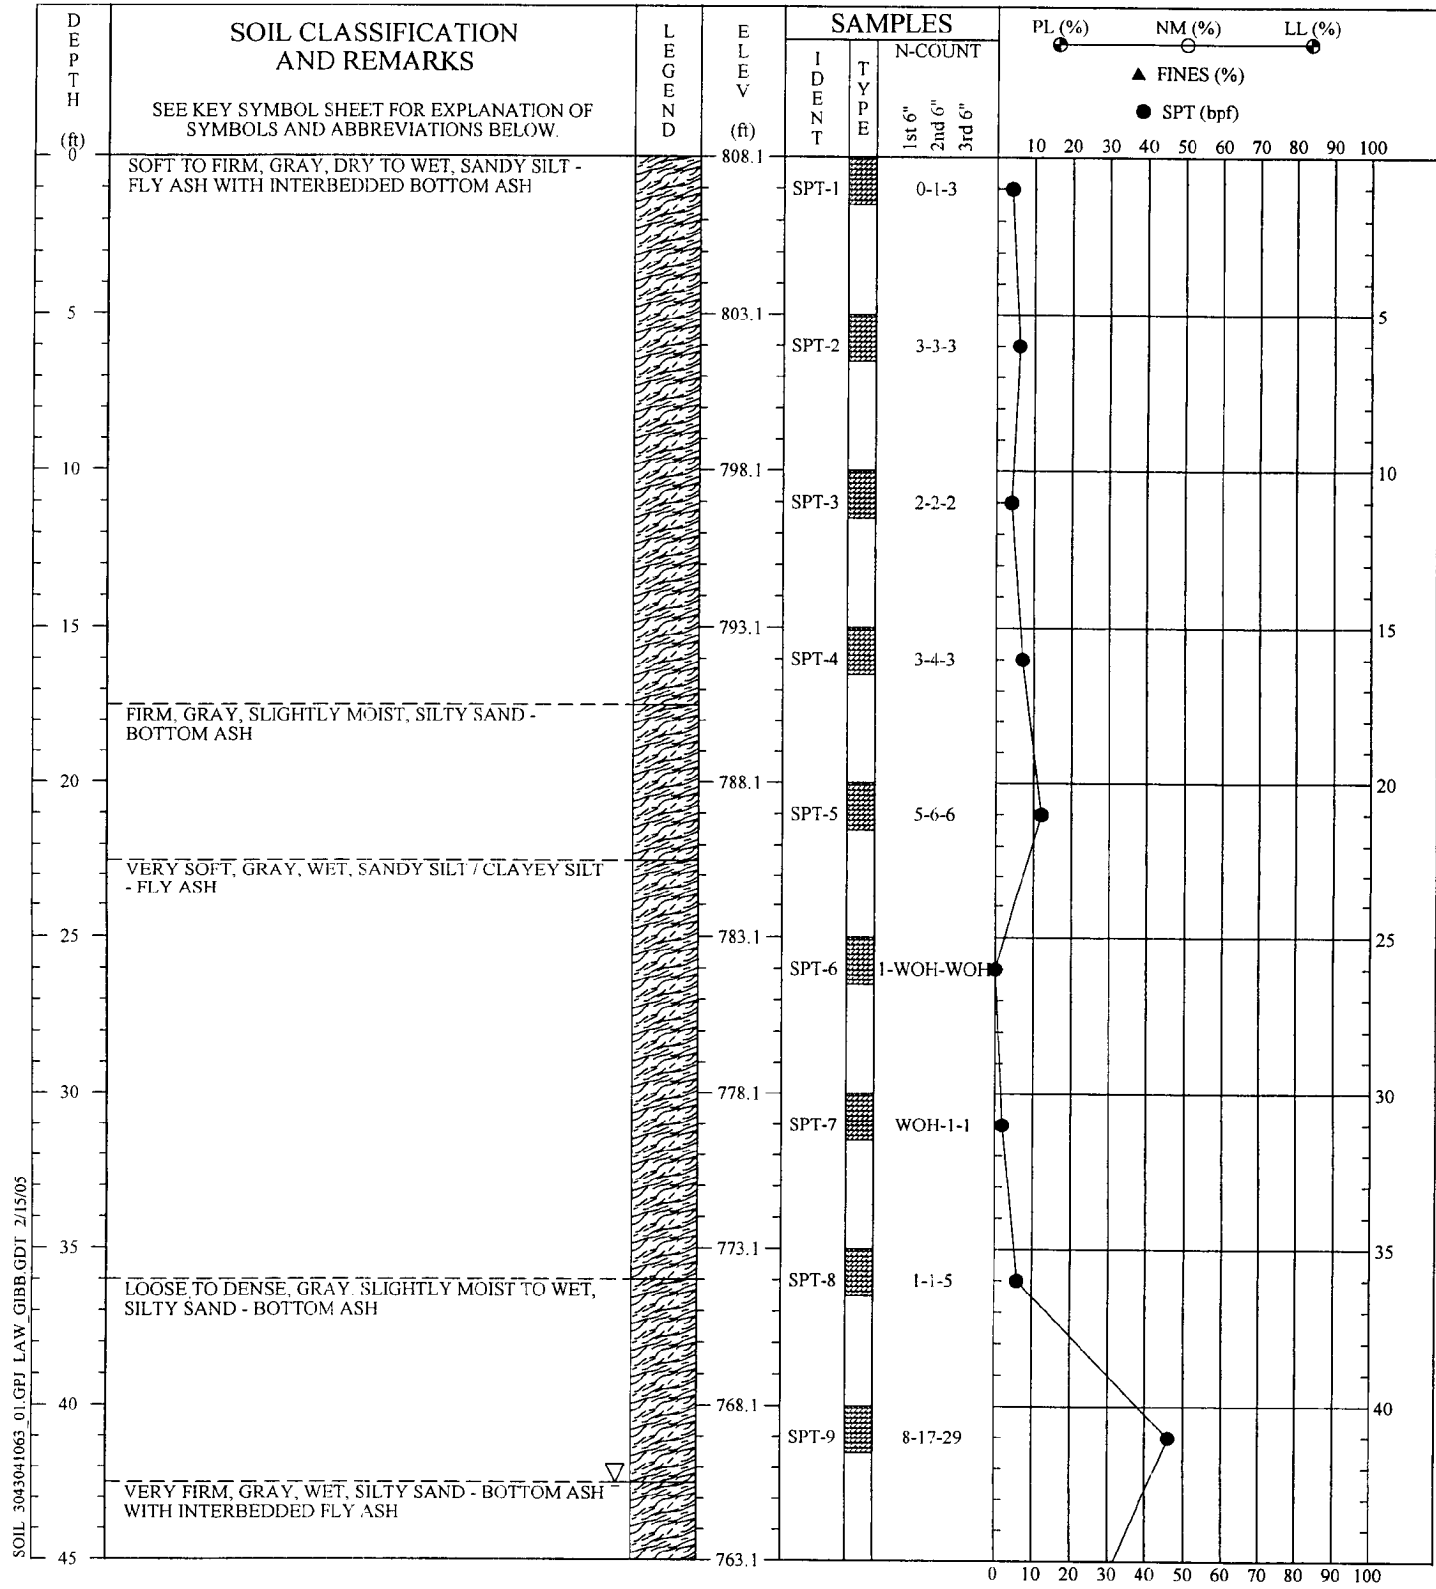 DEPTH
(ft)
SOIL CLASSIFICATION
AND REMARKS
SEE KEY SYMBOL SHEET FOR EXPLANATION OF
SYMBOLS AND ABBREVIATIONS BELOW.
LEGEND
ELEV
(ft)
SAMPLES
IDENT
TYPE
N-COUNT
1st 6"
2nd 6"
3rd 6"
PL (%) NM (%) LL (%)
▲ FINES (%)
● SPT (bpf)
10 20 30 40 50 60 70 80 90 100
0
SOFT TO FIRM, GRAY, DRY TO WET, SANDY SILT -
FLY ASH WITH INTERBEDDED BOTTOM ASH
808.1
SPT-1 0-1-3
5 803.1 5
SPT-2 3-3-3
10 798.1 10
SPT-3 2-2-2
15 793.1 15
SPT-4 3-4-3
FIRM, GRAY, SLIGHTLY MOIST, SILTY SAND -
BOTTOM ASH
20 788.1 20
SPT-5 5-6-6
VERY SOFT, GRAY, WET, SANDY SILT / CLAYEY SILT
- FLY ASH
25 783.1 25
SPT-6 1-WOH-WOH
30 778.1 30
SPT-7 WOH-1-1
35 773.1 35
LOOSE TO DENSE, GRAY. SLIGHTLY MOIST TO WET,
SILTY SAND - BOTTOM ASH
SPT-8 1-1-5
40 768.1 40
SPT-9 8-17-29
VERY FIRM, GRAY, WET, SILTY SAND - BOTTOM ASH
WITH INTERBEDDED FLY ASH
45 763.1
0 10 20 30 40 50 60 70 80 90 100
SOIL 3043041063_01.GPJ LAW_GIBB.GDT 2/15/05